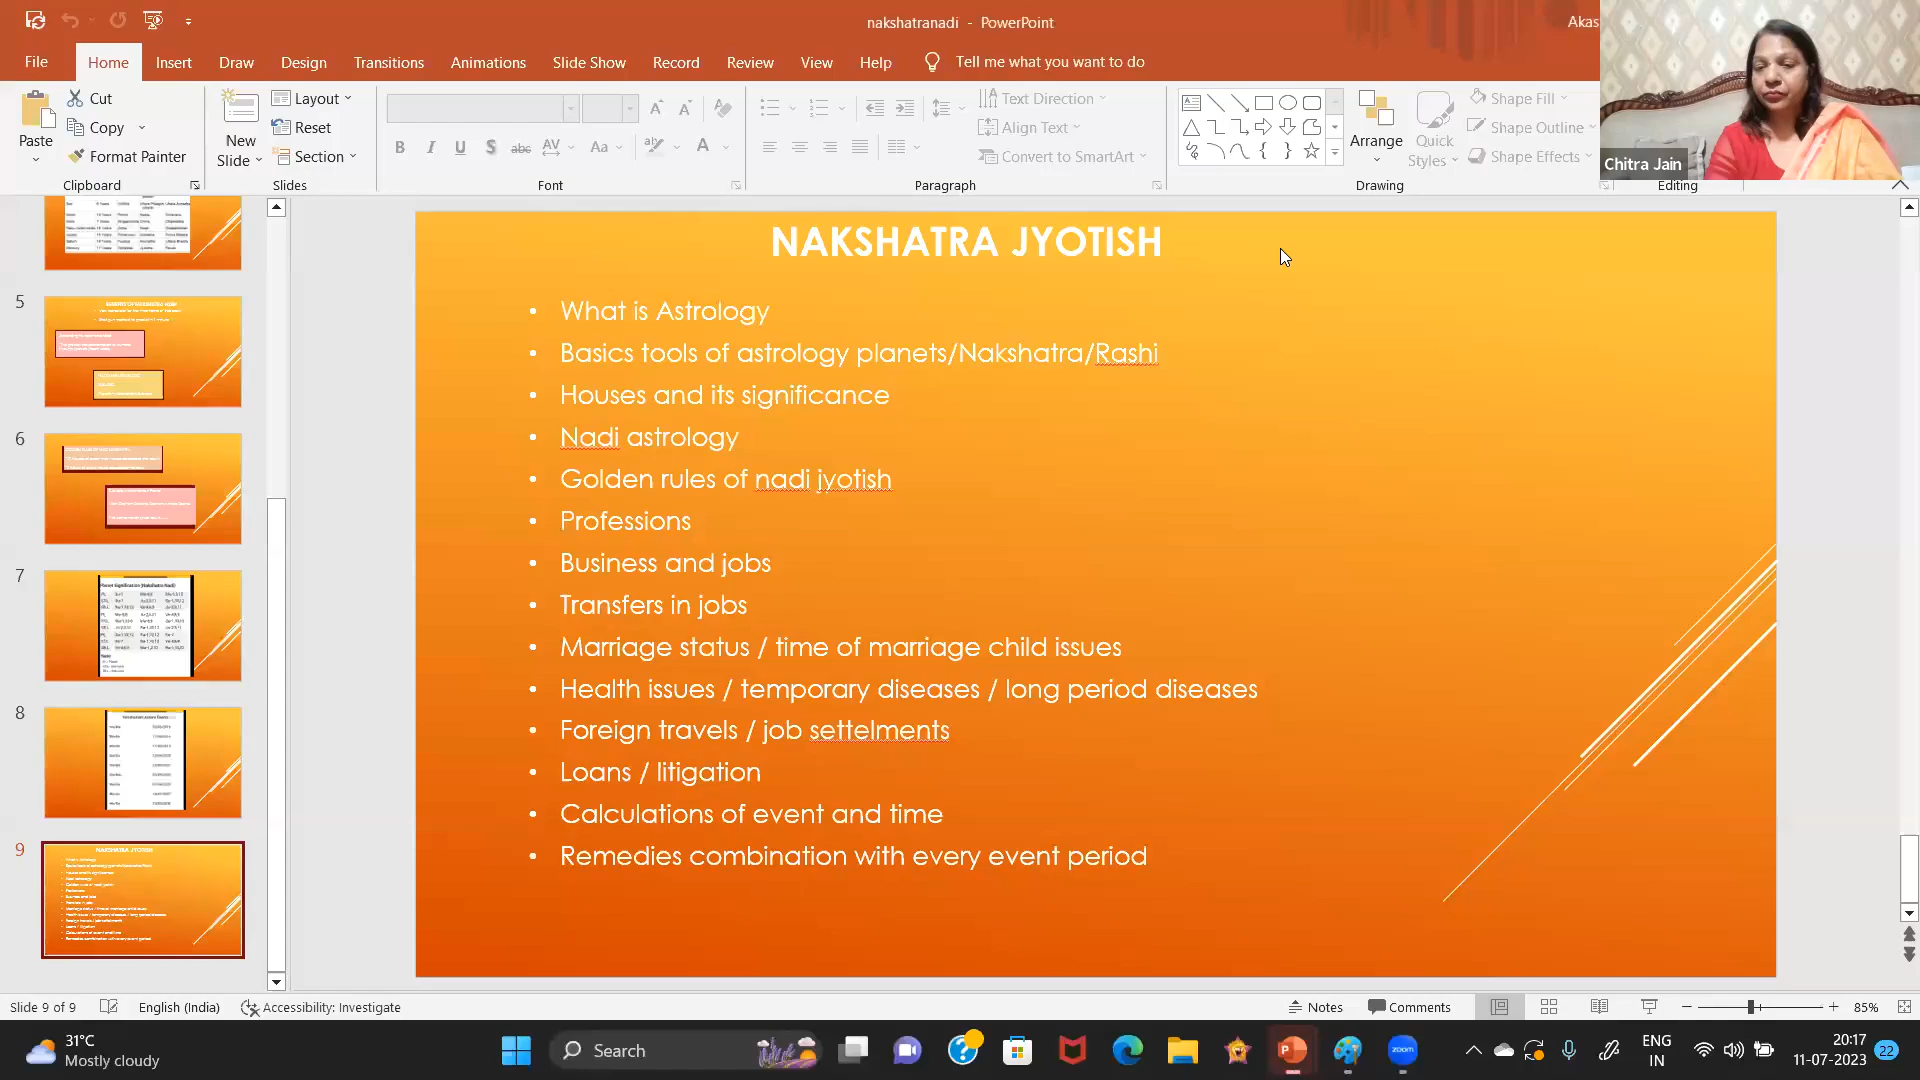 nakshatranadi - PowerPoint
Akas
File Home Insert Draw Design Transitions Animations Slide Show Record Review View Help Tell me what you want to do
Paste
Cut
Copy
Format Painter
Clipboard
New Slide
Layout
Reset
Section
Slides
Font
Text Direction
Align Text
Convert to SmartArt
Paragraph
Arrange
Quick Styles
Shape Fill
Shape Outline
Shape Effects
Drawing
Editing
Chitra Jain
5
6
7
8
9
NAKSHATRA JYOTISH
• What is Astrology
• Basics tools of astrology planets/Nakshatra/Rashi
• Houses and its significance
• Nadi astrology
• Golden rules of nadi jyotish
• Professions
• Business and jobs
• Transfers in jobs
• Marriage status / time of marriage child issues
• Health issues / temporary diseases / long period diseases
• Foreign travels / job settelments
• Loans / litigation
• Calculations of event and time
• Remedies combination with every event period
Slide 9 of 9 English (India) Accessibility: Investigate Notes Comments 85%
31°C
Mostly cloudy
Search
zoom
ENG
IN
20:17
11-07-2023
22